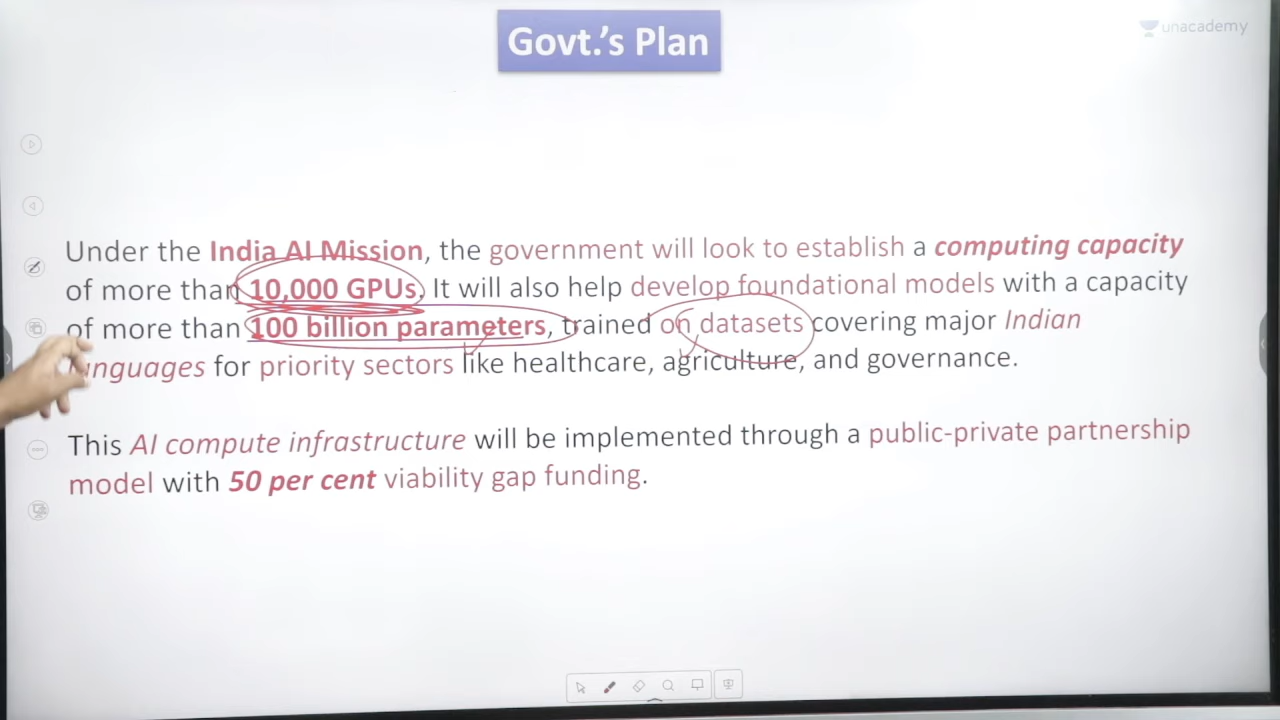 Govt.'s Plan
unacademy
Under the India AI Mission, the government will look to establish a computing capacity
of more than 10,000 GPUs. It will also help develop foundational models with a capacity
of more than 100 billion parameters, trained on datasets covering major Indian
languages for priority sectors like healthcare, agriculture, and governance.
This AI compute infrastructure will be implemented through a public-private partnership
model with 50 per cent viability gap funding.